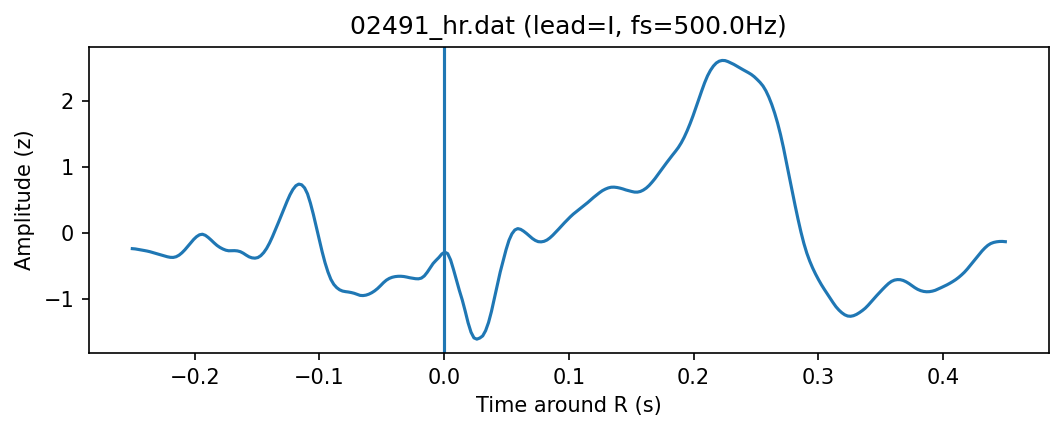 02491_hr.dat (lead=I, fs=500.0Hz)
Amplitude (z)
2
1
0
−1
−0.2 −0.1 0.0 0.1 0.2 0.3 0.4
Time around R (s)